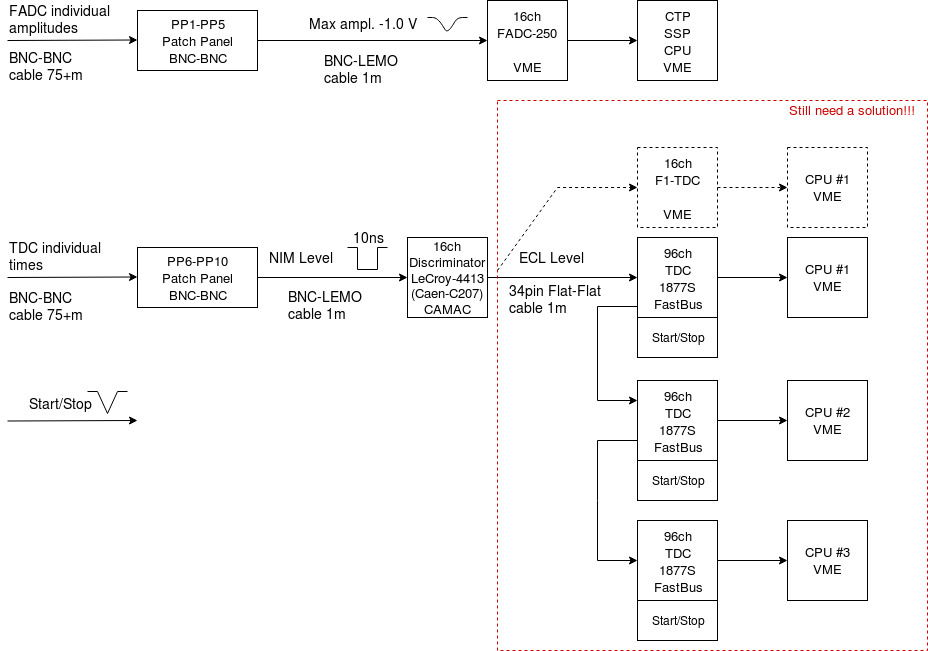 FADC individual
amplitudes
BNC-BNC
cable 75+m
PP1-PP5
Patch Panel
BNC-BNC
Max ampl. -1.0 V
BNC-LEMO
cable 1m
16ch
FADC-250
VME
CTP
SSP
CPU
VME
Still need a solution!!!
16ch
F1-TDC
VME
CPU #1
VME
TDC individual
times
BNC-BNC
cable 75+m
PP6-PP10
Patch Panel
BNC-BNC
NIM Level
10ns
BNC-LEMO
cable 1m
16ch
Discriminator
LeCroy-4413
(Caen-C207)
CAMAC
ECL Level
34pin Flat-Flat
cable 1m
96ch
TDC
1877S
FastBus
Start/Stop
CPU #1
VME
Start/Stop
96ch
TDC
1877S
FastBus
Start/Stop
CPU #2
VME
96ch
TDC
1877S
FastBus
Start/Stop
CPU #3
VME